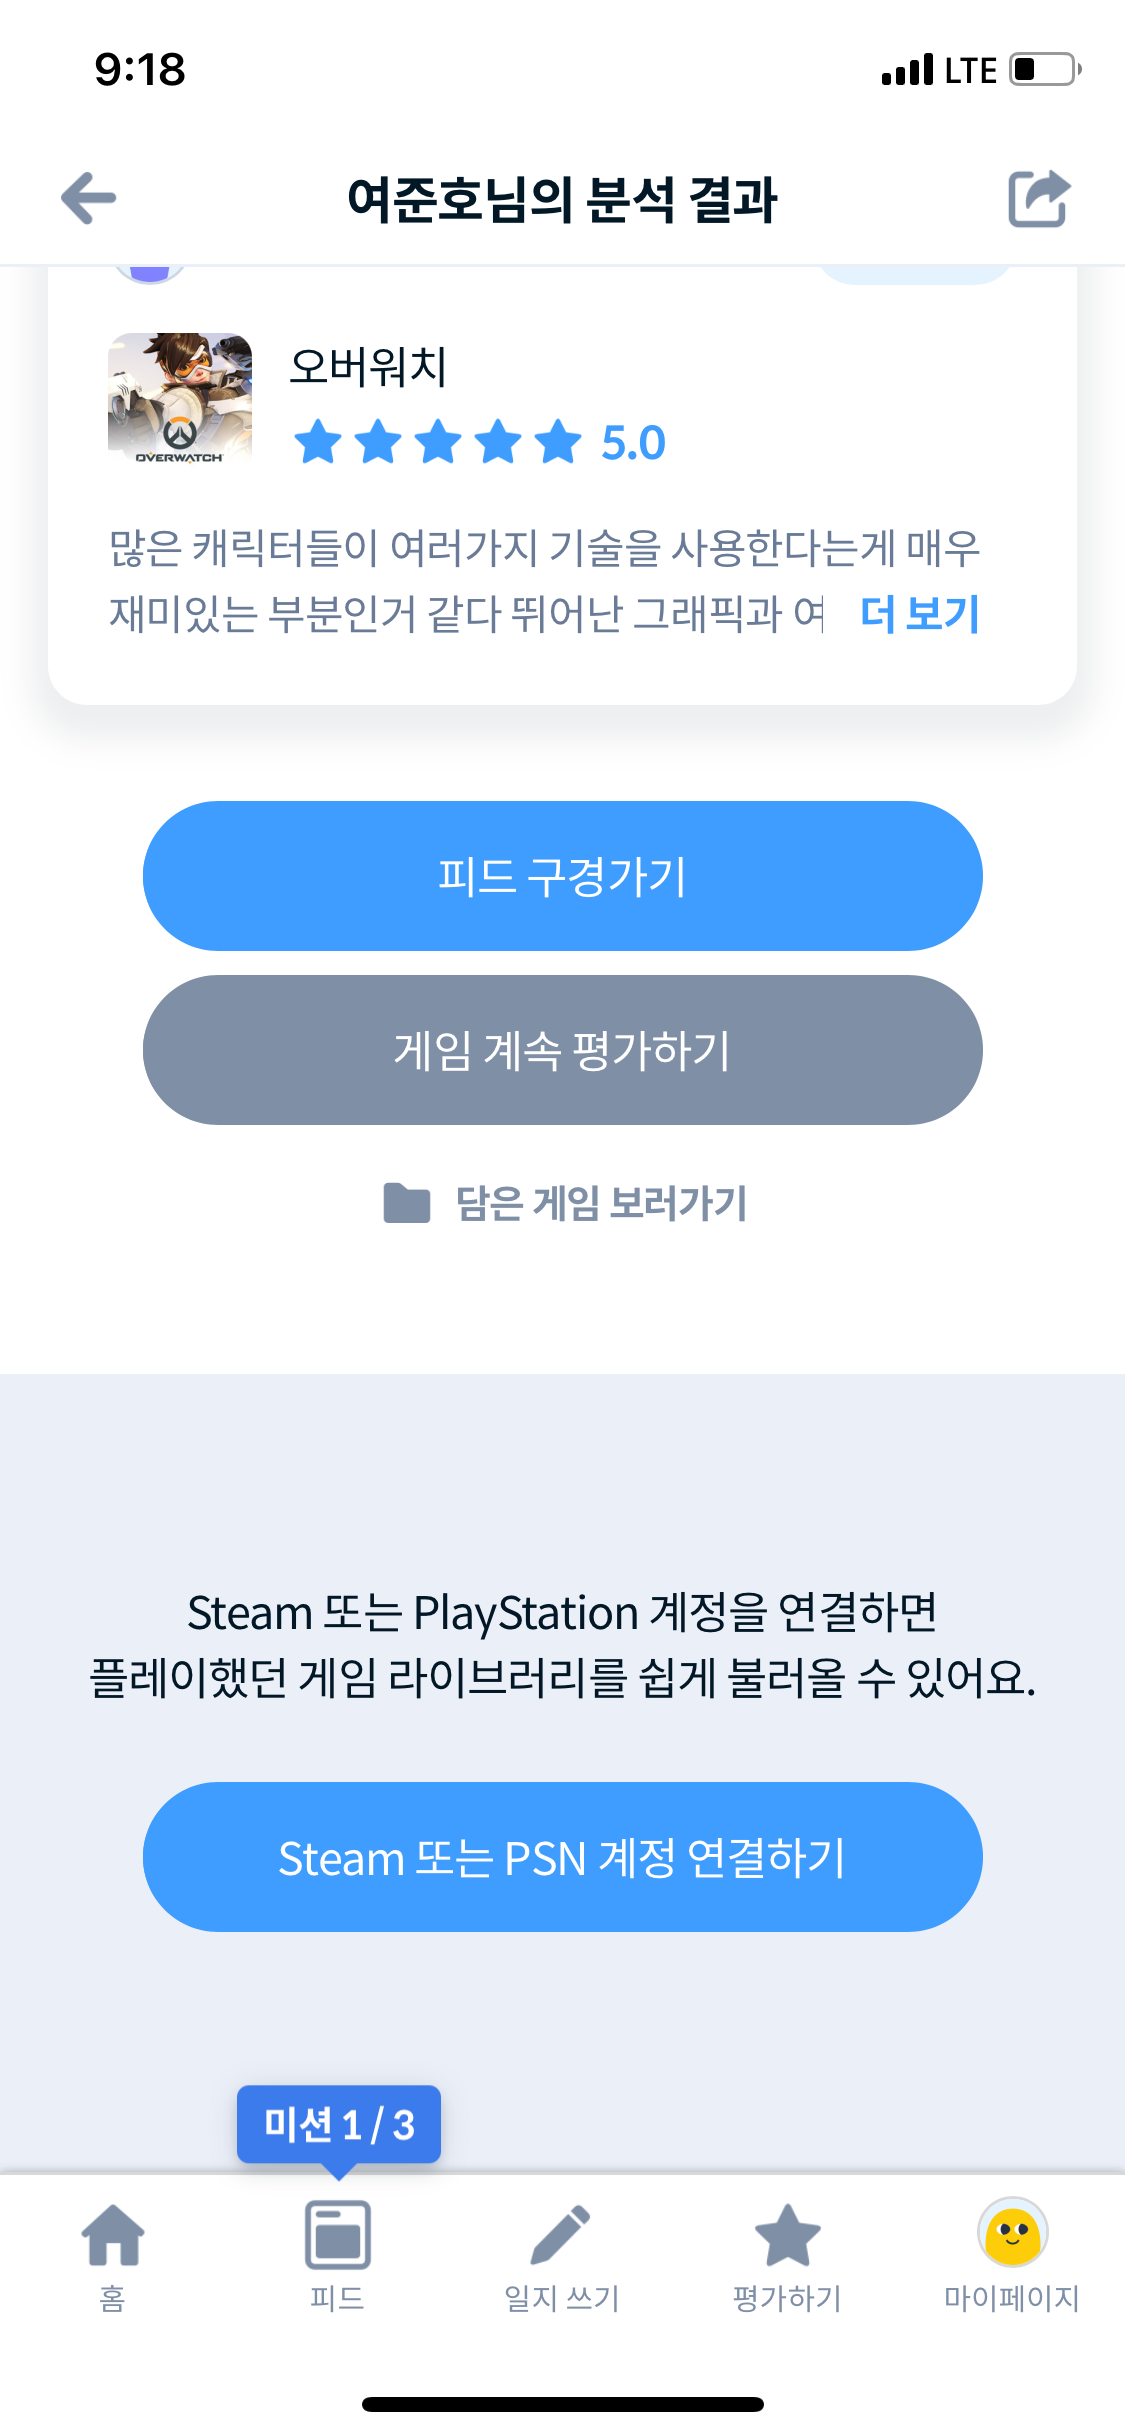 9:18
LTE
여준호님의 분석 결과
오버워치
OVERWATCH
5.0
많은 캐릭터들이 여러가지 기술을 사용한다는게 매우
재미있는 부분인거 같다 뛰어난 그래픽과 여 더 보기
피드 구경가기
게임 계속 평가하기
담은 게임 보러가기
Steam 또는 PlayStation 계정을 연결하면
플레이했던 게임 라이브러리를 쉽게 불러올 수 있어요.
Steam 또는 PSN 계정 연결하기
미션 1 / 3
홈
피드
일지 쓰기
평가하기
마이페이지